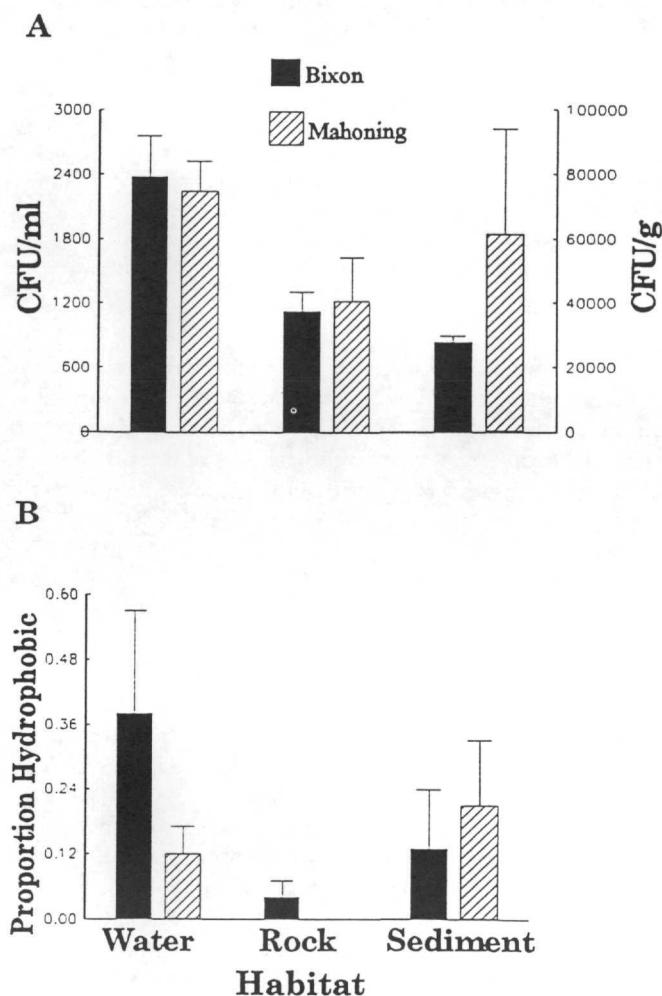 A
Bixon
Mahoning
3000
2400
1800
1200
600
0
CFU/ml
100000
80000
60000
40000
20000
0
CFU/g
B
0.60
0.48
0.36
0.24
0.12
0.00
Proportion Hydrophobic
Water Rock Sediment
Habitat